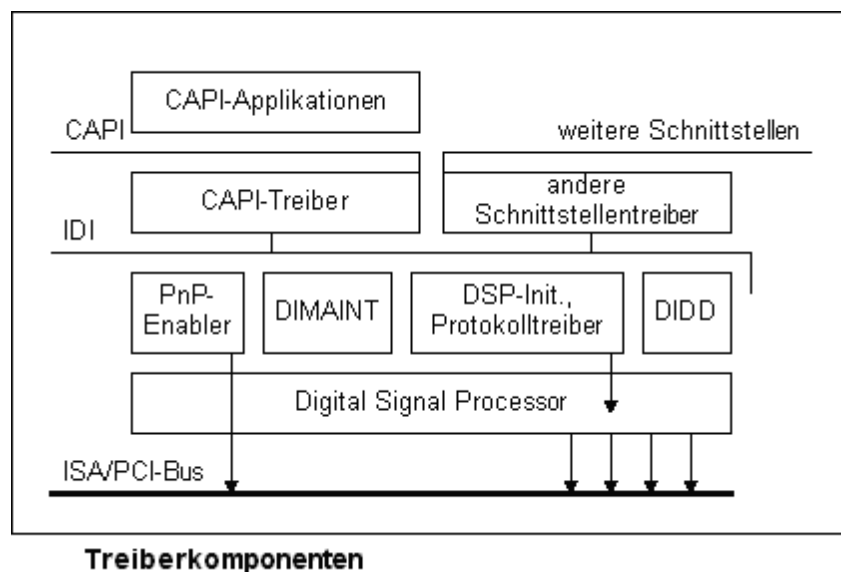 CAPI-Applikationen
CAPI
weitere Schnittstellen
CAPI-Treiber
andere
Schnittstellentreiber
IDI
PnP-
Enabler
DIMAINT
DSP-Init.,
Protokolltreiber
DIDD
Digital Signal Processor
ISA/PCI-Bus
Treiberkomponenten